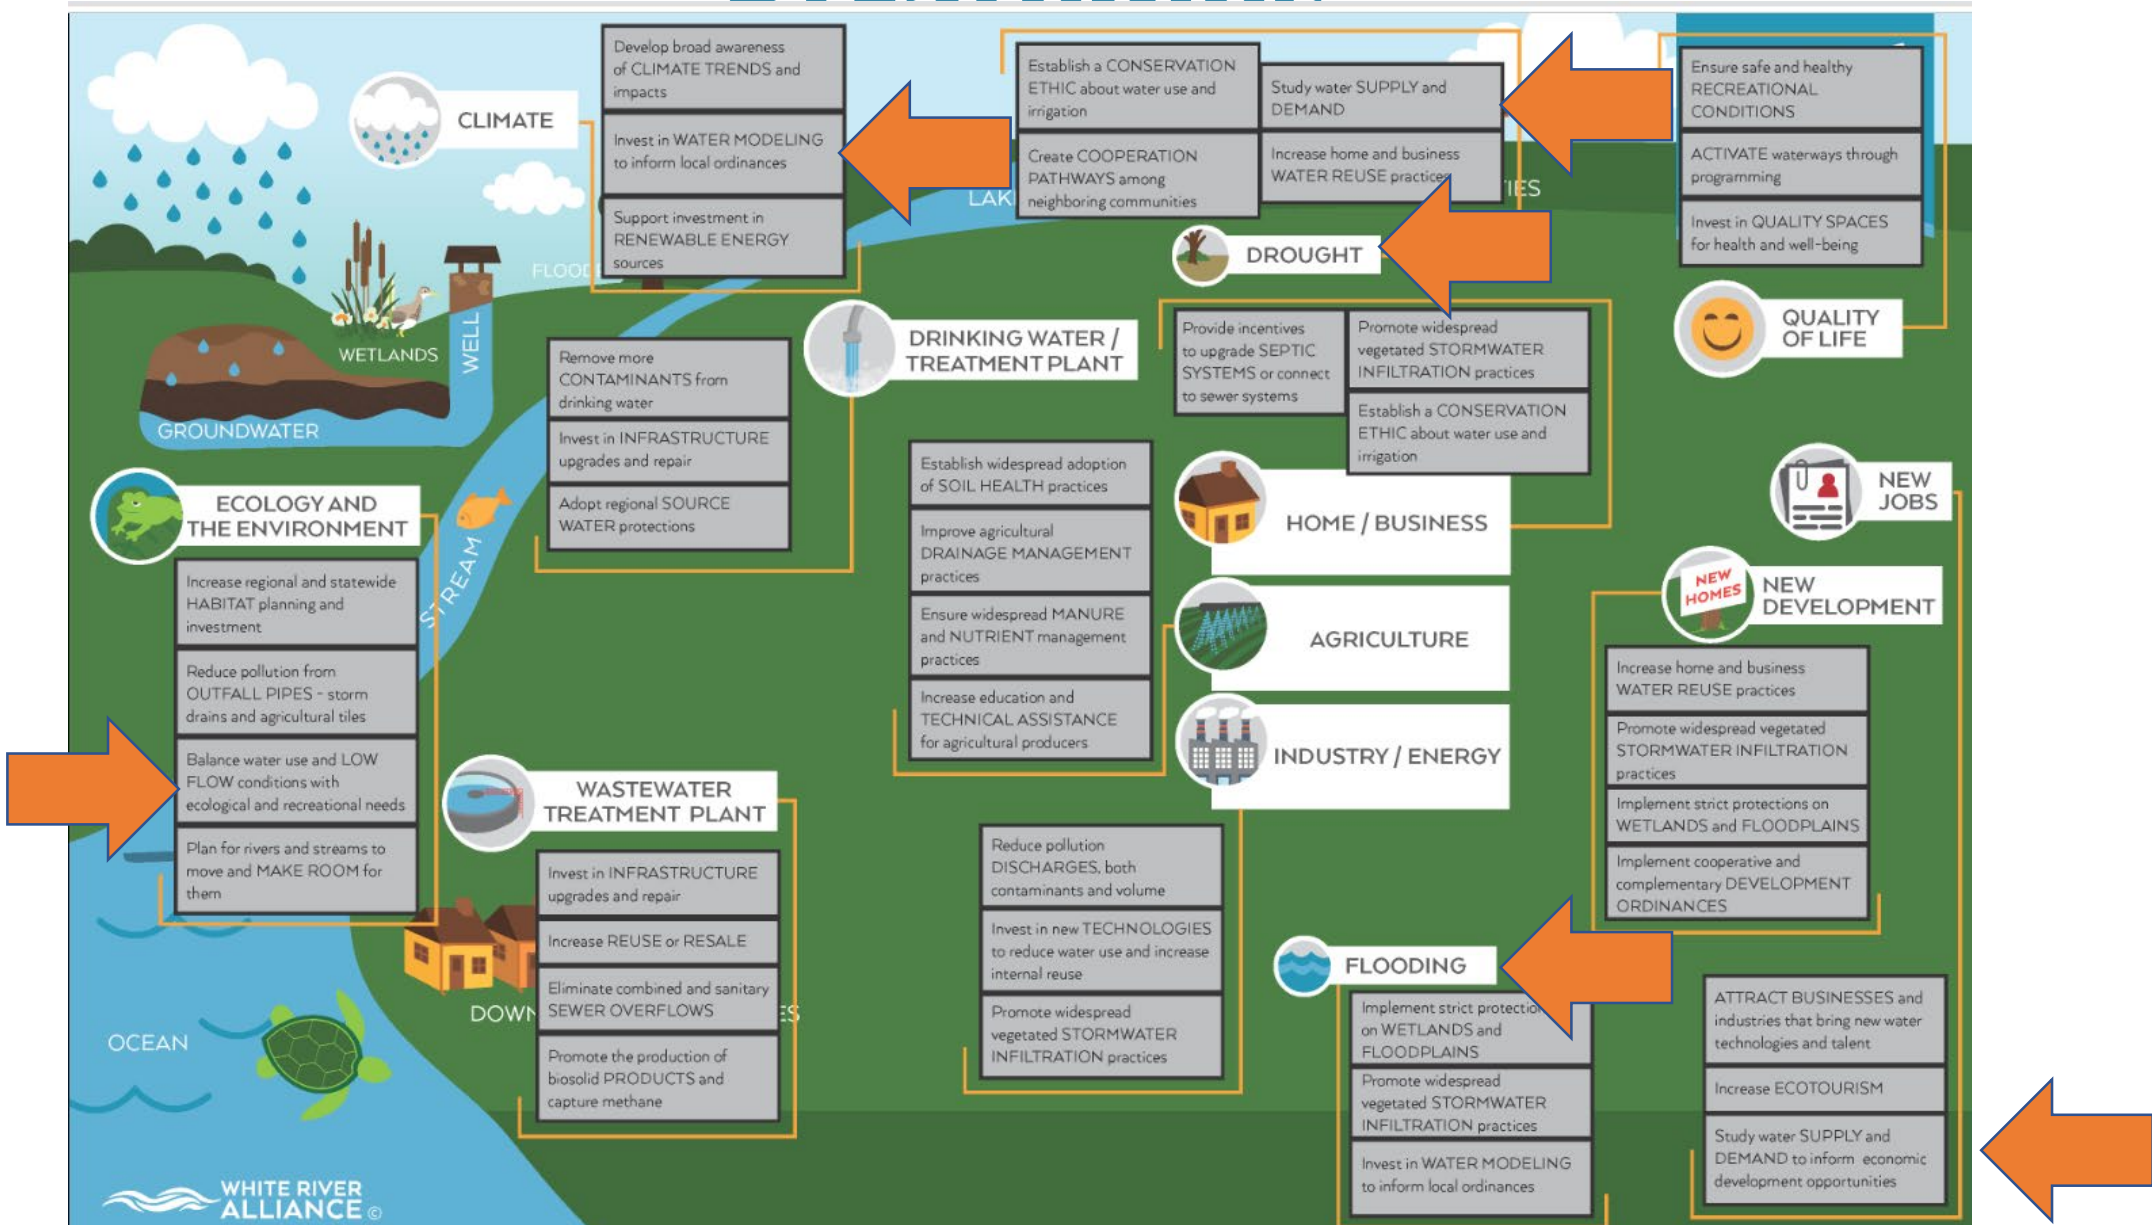 CLIMATE
Develop broad awareness
of CLIMATE TRENDS and
impacts
Invest in WATER MODELING
to inform local ordinances
Support investment in
RENEWABLE ENERGY
sources
Establish a CONSERVATION
ETHIC about water use and
irrigation
Create COOPERATION
PATHWAYS among
neighboring communities
Study water SUPPLY and
DEMAND
Increase home and business
WATER REUSE practices
DROUGHT
Ensure safe and healthy
RECREATIONAL
CONDITIONS
ACTIVATE waterways through
programming
Invest in QUALITY SPACES
for health and well-being
QUALITY
OF LIFE
WETLANDS
WELL
GROUNDWATER
DRINKING WATER /
TREATMENT PLANT
Remove more
CONTAMINANTS from
drinking water
Invest in INFRASTRUCTURE
upgrades and repair
Adopt regional SOURCE
WATER protections
Provide incentives
to upgrade SEPTIC
SYSTEMS or connect
to sewer systems
Promote widespread
vegetated STORMWATER
INFILTRATION practices
Establish a CONSERVATION
ETHIC about water use and
irrigation
HOME / BUSINESS
Establish widespread adoption
of SOIL HEALTH practices
Improve agricultural
DRAINAGE MANAGEMENT
practices
Ensure widespread MANURE
and NUTRIENT management
practices
Increase education and
TECHNICAL ASSISTANCE
for agricultural producers
AGRICULTURE
INDUSTRY / ENERGY
Reduce pollution
DISCHARGES, both
contaminants and volume
Invest in new TECHNOLOGIES
to reduce water use and increase
internal reuse
Promote widespread
vegetated STORMWATER
INFILTRATION practices
NEW
JOBS
NEW
HOMES
NEW
DEVELOPMENT
Increase home and business
WATER REUSE practices
Promote widespread vegetated
STORMWATER INFILTRATION
practices
Implement strict protections on
WETLANDS and FLOODPLAINS
Implement cooperative and
complementary DEVELOPMENT
ORDINANCES
ECOLOGY AND
THE ENVIRONMENT
STREAM
Increase regional and statewide
HABITAT planning and
investment
Reduce pollution from
OUTFALL PIPES - storm
drains and agricultural tiles
Balance water use and LOW
FLOW conditions with
ecological and recreational needs
Plan for rivers and streams to
move and MAKE ROOM for
them
WASTEWATER
TREATMENT PLANT
Invest in INFRASTRUCTURE
upgrades and repair
Increase REUSE or RESALE
Eliminate combined and sanitary
SEWER OVERFLOWS
Promote the production of
biosolid PRODUCTS and
capture methane
FLOODING
Implement strict
on WETLANDS and
FLOODPLAINS
Promote widespread
vegetated STORMWATER
INFILTRATION practices
Invest in WATER MODELING
to inform local ordinances
ATTRACT BUSINESSES and
industries that bring new water
technologies and talent
Increase ECOTOURISM
Study water SUPPLY and
DEMAND to inform economic
development opportunities
OCEAN
WHITE RIVER
ALLIANCE ©